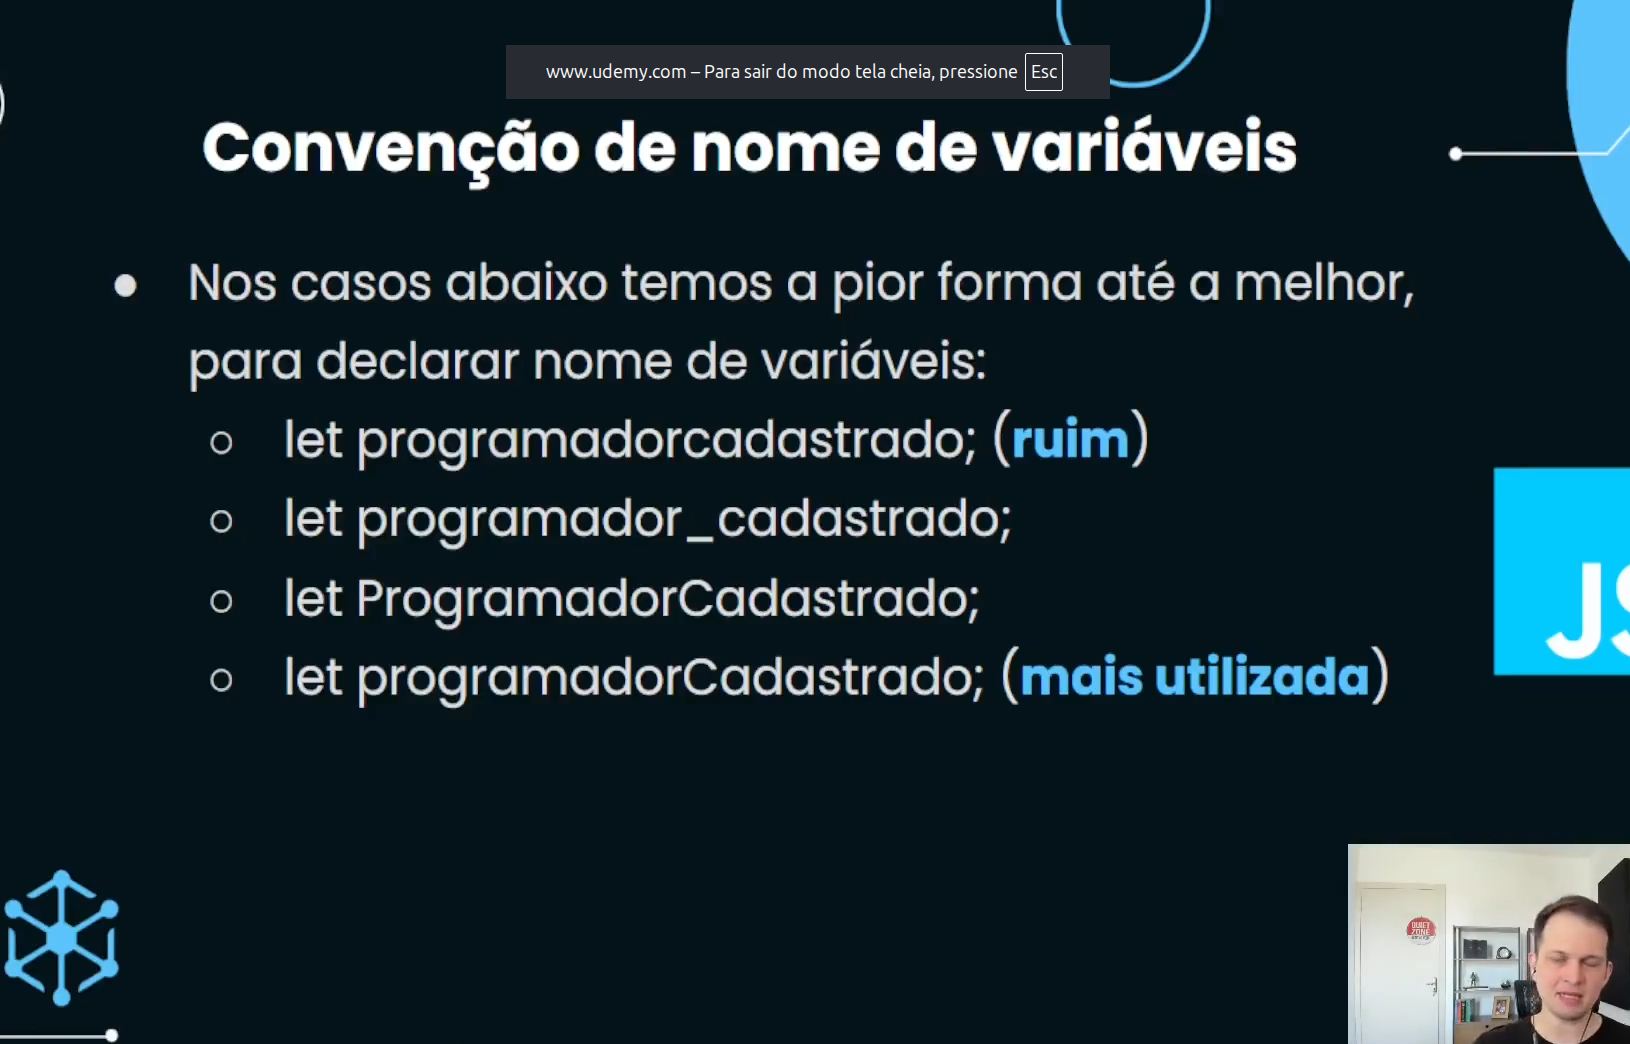 www.udemy.com – Para sair do modo tela cheia, pressione Esc
Convenção de nome de variáveis
● Nos casos abaixo temos a pior forma até a melhor,
para declarar nome de variáveis:
○ let programadorcadastrado; (ruim)
○ let programador_cadastrado;
○ let ProgramadorCadastrado;
○ let programadorCadastrado; (mais utilizada)
JS
QUIET
ZONE